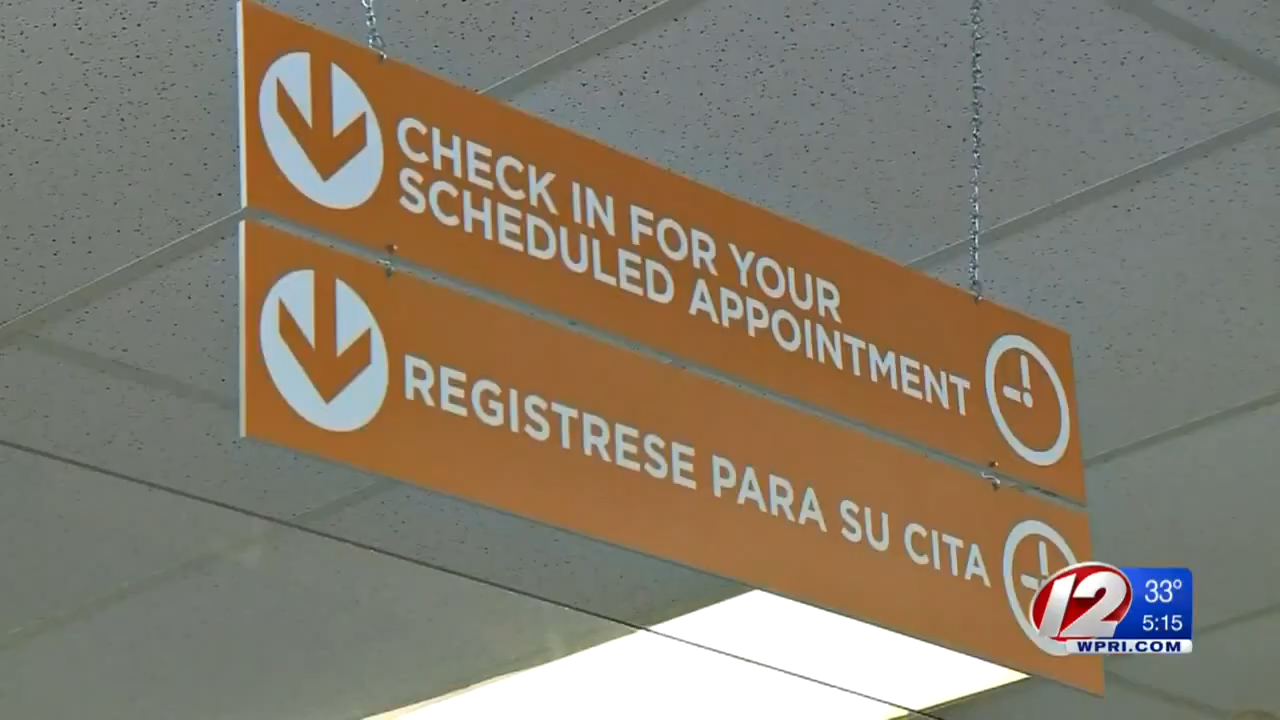 CHECK IN FOR YOUR
SCHEDULED APPOINTMENT
REGISTRESE PARA SU CITA
12
33°
5:15
WPRI.COM